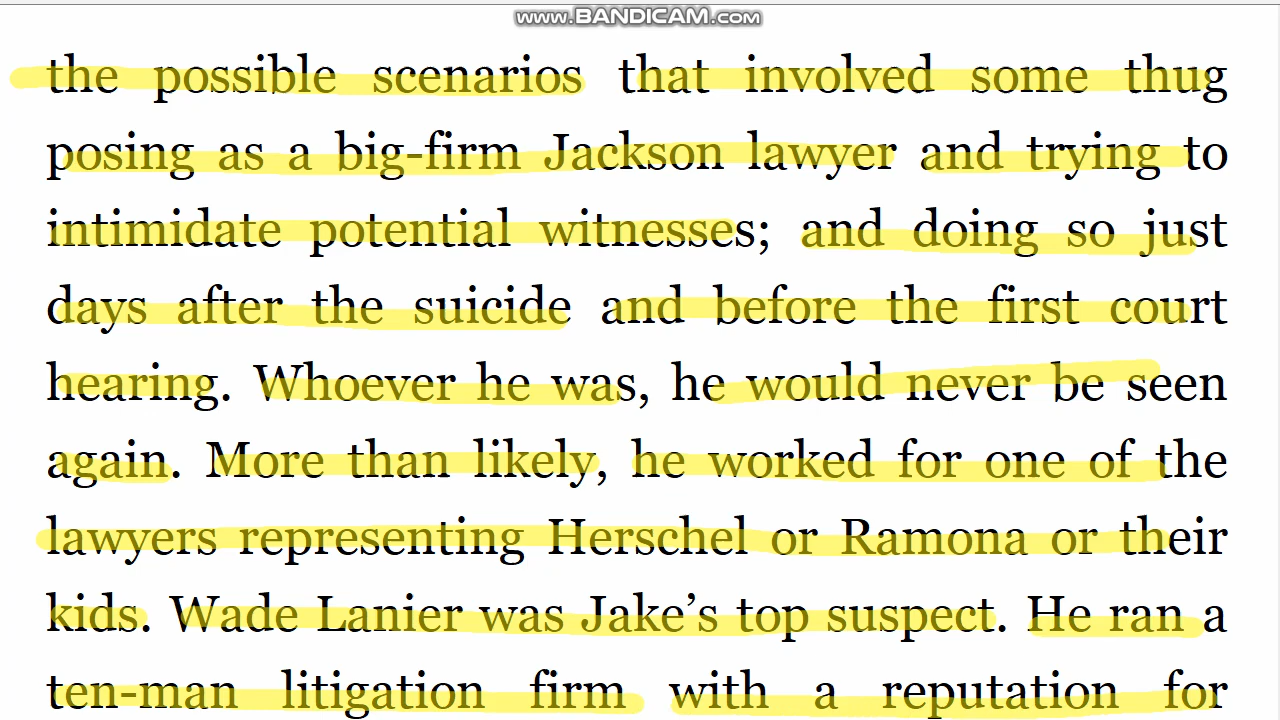 www.BANDICAM.com
the possible scenarios that involved some thug
posing as a big-firm Jackson lawyer and trying to
intimidate potential witnesses; and doing so just
days after the suicide and before the first court
hearing. Whoever he was, he would never be seen
again. More than likely, he worked for one of the
lawyers representing Herschel or Ramona or their
kids. Wade Lanier was Jake’s top suspect. He ran a
ten-man litigation firm with a reputation for